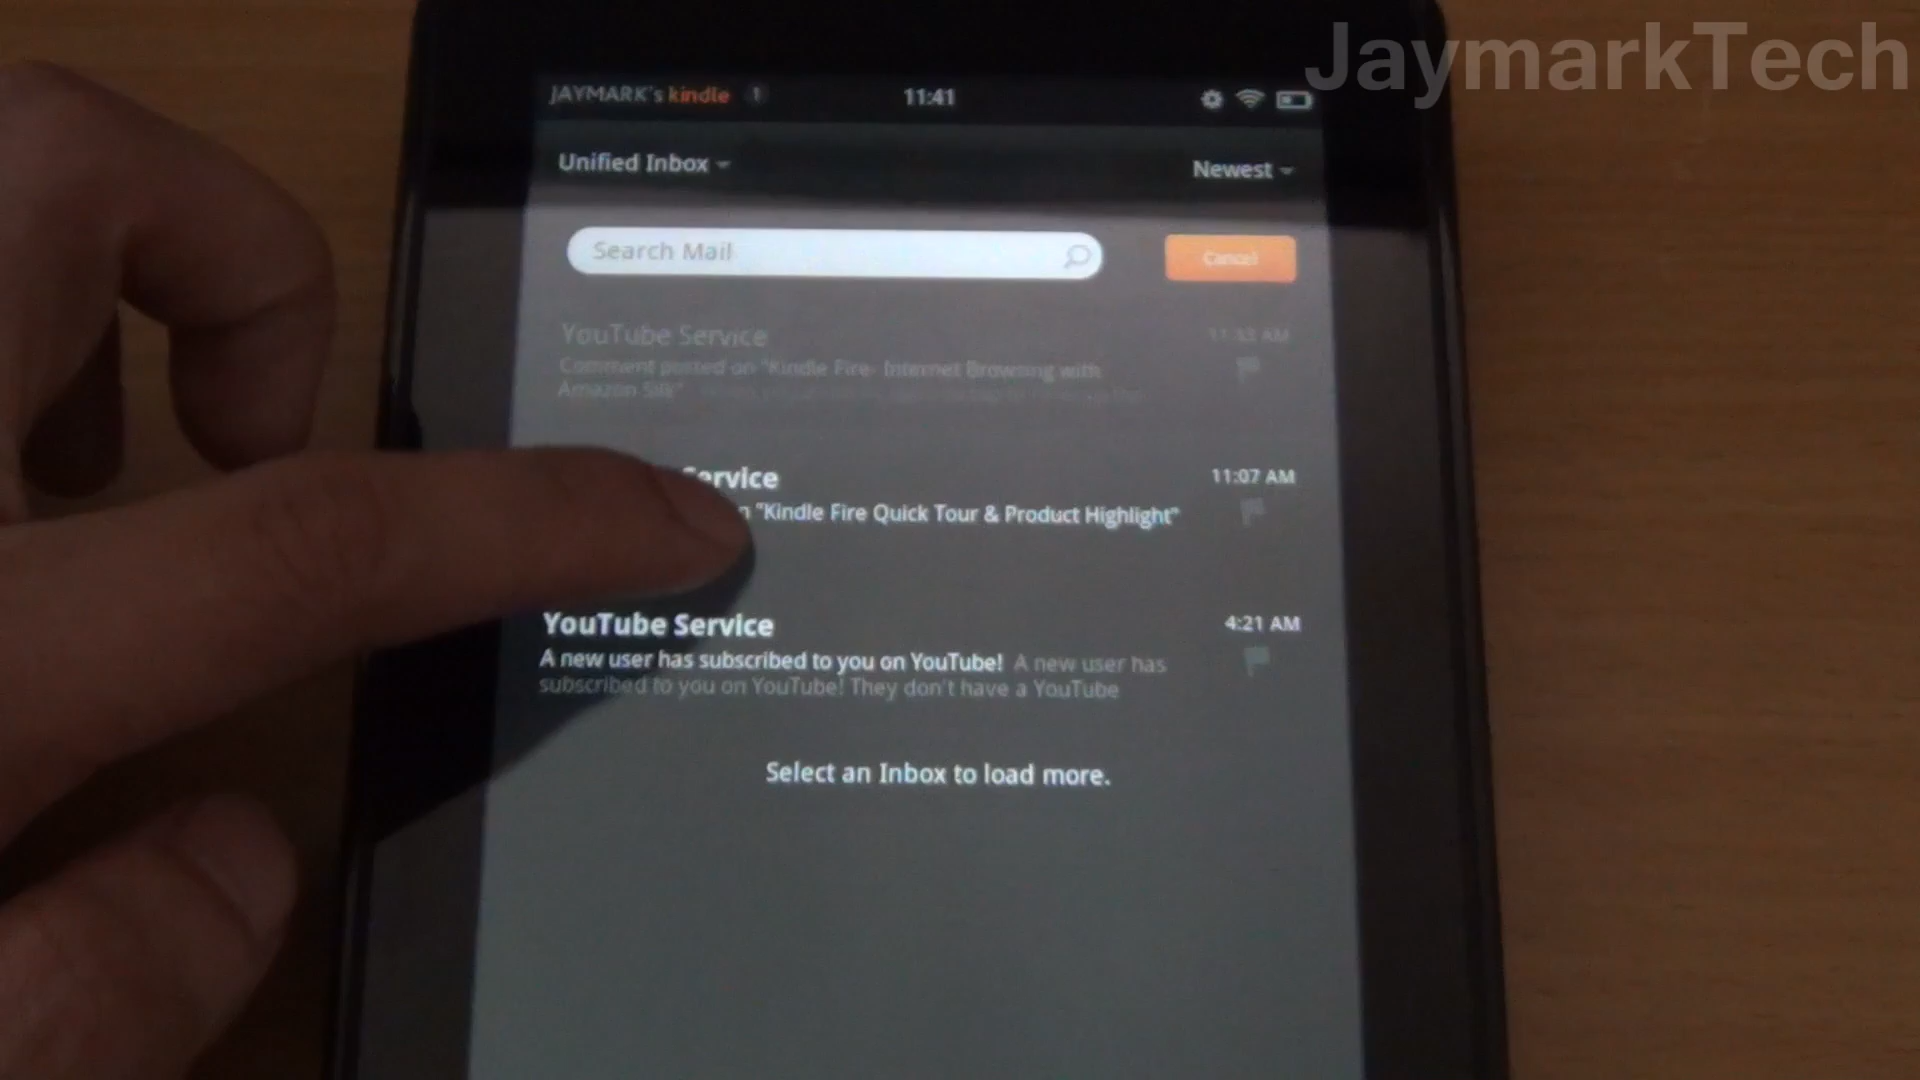 JaymarkTech
JAYMARK's kindle 1
11:41
Unified Inbox
Newest
Search Mail
Cancel
YouTube Service
Comment posted on "Kindle Fire- Internet Browsing with
Amazon Silk"
Service
11:07 AM
"Kindle Fire Quick Tour & Product Highlight"
YouTube Service
4:21 AM
A new user has subscribed to you on YouTube! A new user has
subscribed to you on YouTube! They don't have a YouTube
Select an Inbox to load more.